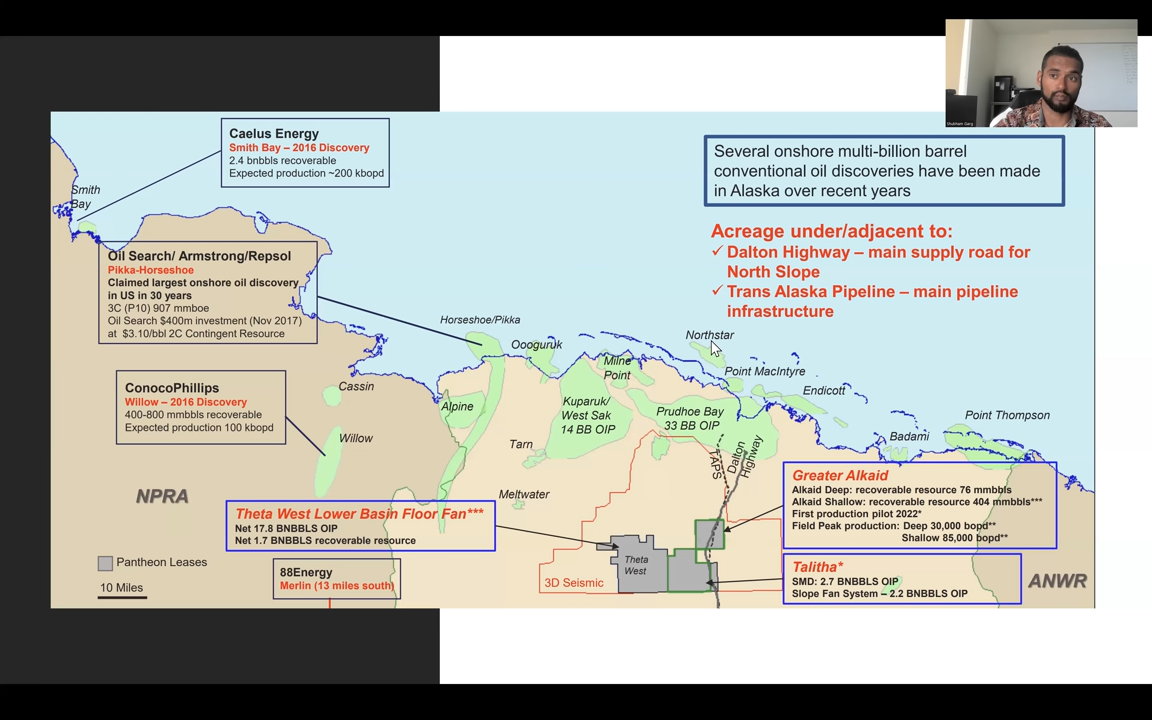 Caelus Energy
Smith Bay – 2016 Discovery
2.4 bnbbls recoverable
Expected production ~200 kbopd
Several onshore multi-billion barrel
conventional oil discoveries have been made
in Alaska over recent years
Acreage under/adjacent to:
✓ Dalton Highway – main supply road for
North Slope
✓ Trans Alaska Pipeline – main pipeline
infrastructure
Smith
Bay
Oil Search/ Armstrong/Repsol
Pikka-Horseshoe
Claimed largest onshore oil discovery
in US in 30 years
3C (P10) 907 mmboe
Oil Search $400m investment (Nov 2017)
at $3.10/bbl 2C Contingent Resource
Horseshoe/Pikka
Oooguruk
Milne
Point
Northstar
Point MacIntyre
Endicott
Point Thompson
Badami
ConocoPhillips
Willow – 2016 Discovery
400-800 mmbbls recoverable
Expected production 100 kbopd
Cassin
Willow
Alpine
Kuparuk/
West Sak
14 BB OIP
Prudhoe Bay
33 BB OIP
Tarn
Meltwater
TAPS
Dalton
Highway
NPRA
Theta West Lower Basin Floor Fan***
Net 17.8 BNBBLS OIP
Net 1.7 BNBBLS recoverable resource
Greater Alkaid
Alkaid Deep: recoverable resource 76 mmbbls
Alkaid Shallow: recoverable resource 404 mmbbls***
First production pilot 2022*
Field Peak production: Deep 30,000 bopd**
Shallow 85,000 bopd**
Theta
West
Talitha*
SMD: 2.7 BNBBLS OIP
Slope Fan System – 2.2 BNBBLS OIP
ANWR
Pantheon Leases
10 Miles
88Energy
Merlin (13 miles south)
3D Seismic
Shubham Garg